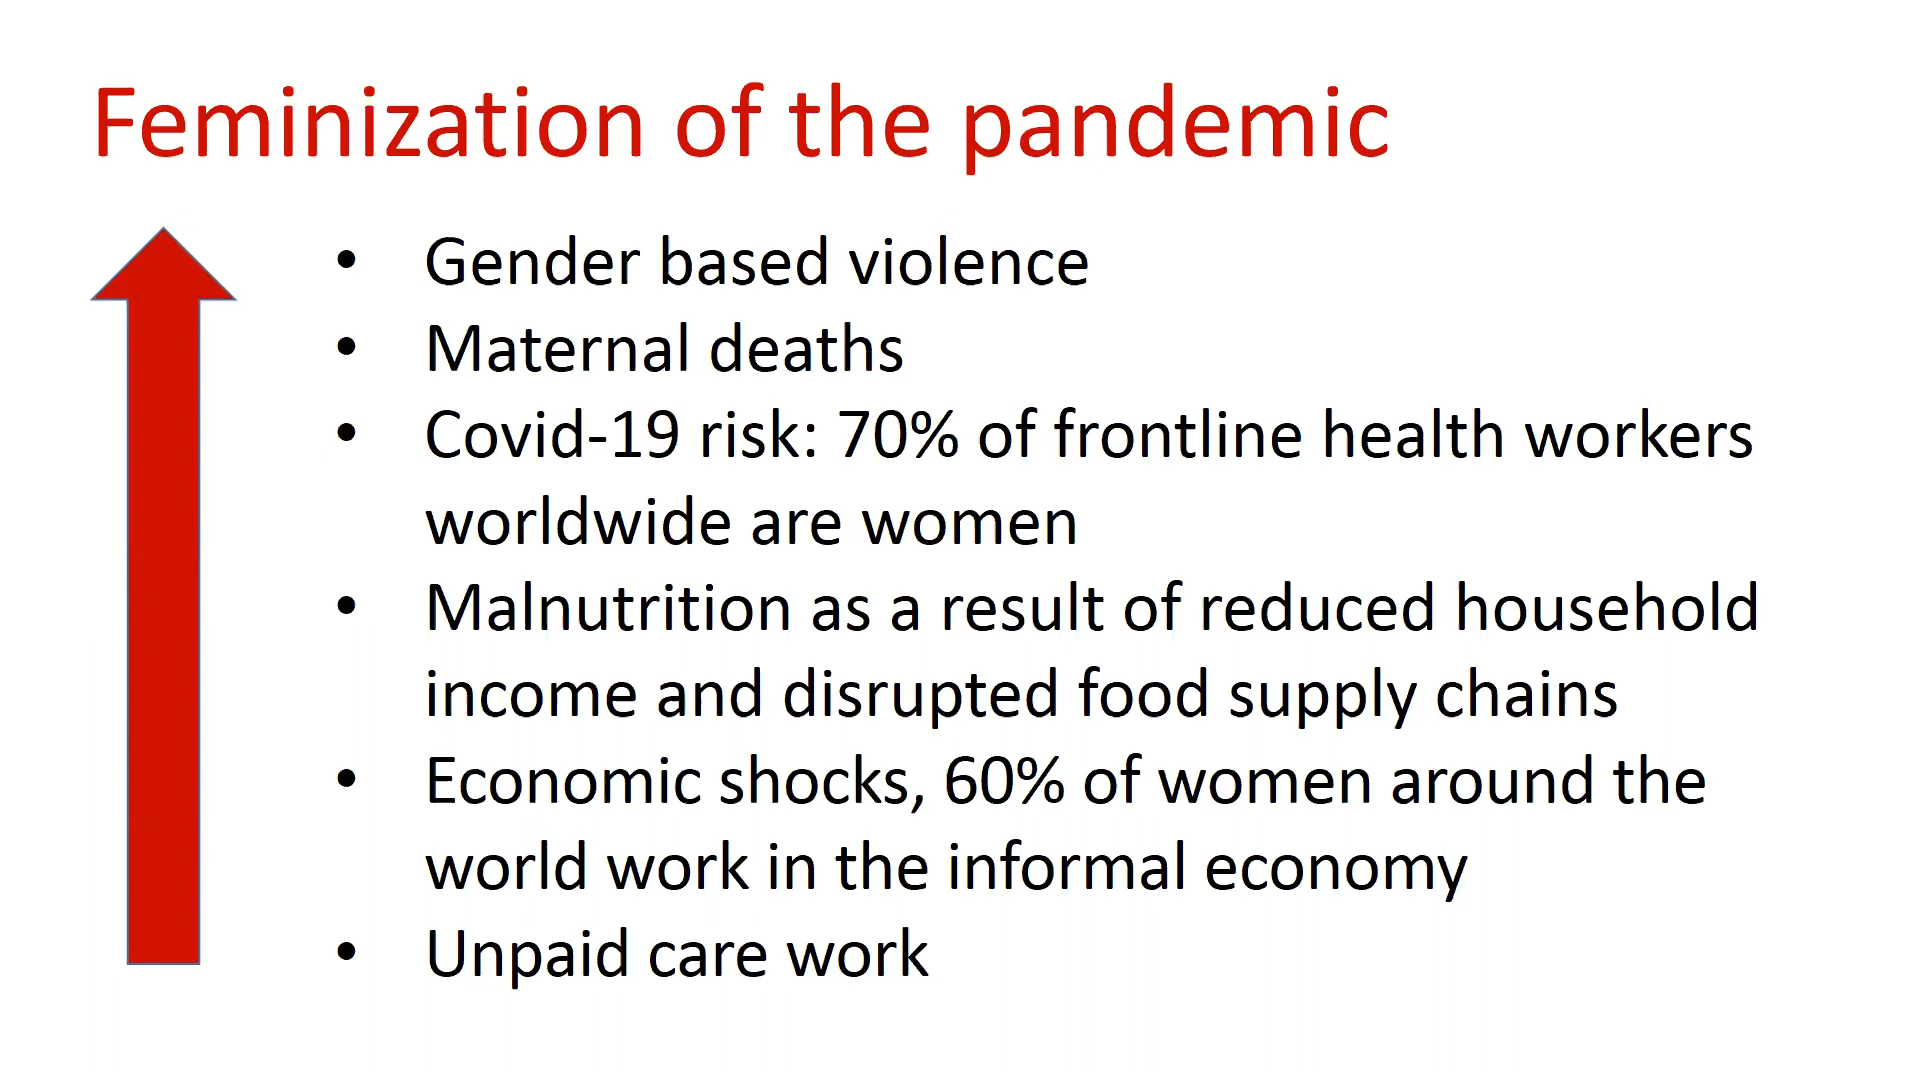 Feminization of the pandemic
• Gender based violence
• Maternal deaths
• Covid-19 risk: 70% of frontline health workers
worldwide are women
• Malnutrition as a result of reduced household
income and disrupted food supply chains
• Economic shocks, 60% of women around the
world work in the informal economy
• Unpaid care work